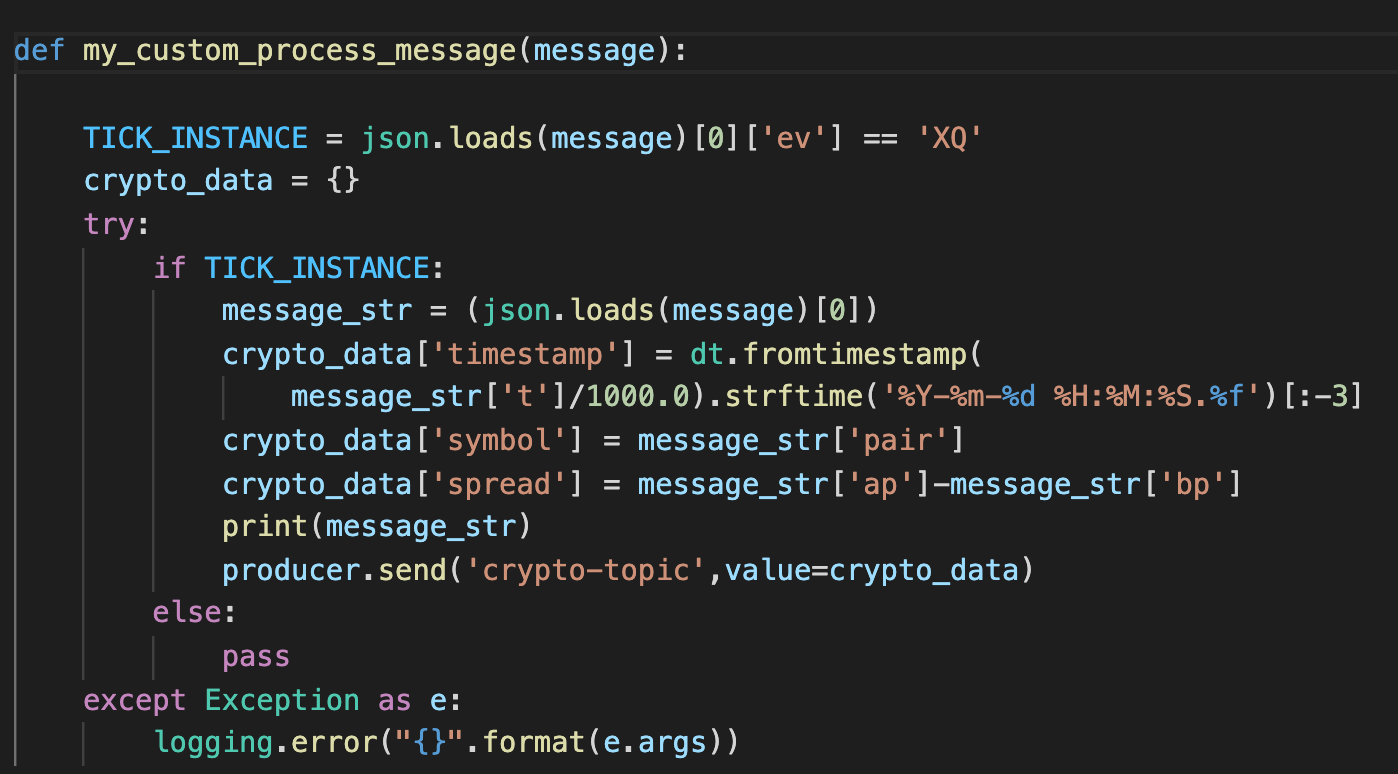 def my_custom_process_message(message):
    TICK_INSTANCE = json.loads(message)[0]['ev'] == 'XQ'
    crypto_data = {}
    try:
        if TICK_INSTANCE:
            message_str = (json.loads(message)[0])
            crypto_data['timestamp'] = dt.fromtimestamp(
                message_str['t']/1000.0).strftime('%Y-%m-%d %H:%M:%S.%f')[:-3]
            crypto_data['symbol'] = message_str['pair']
            crypto_data['spread'] = message_str['ap']-message_str['bp']
            print(message_str)
            producer.send('crypto-topic',value=crypto_data)
        else:
            pass
    except Exception as e:
        logging.error("{}".format(e.args))